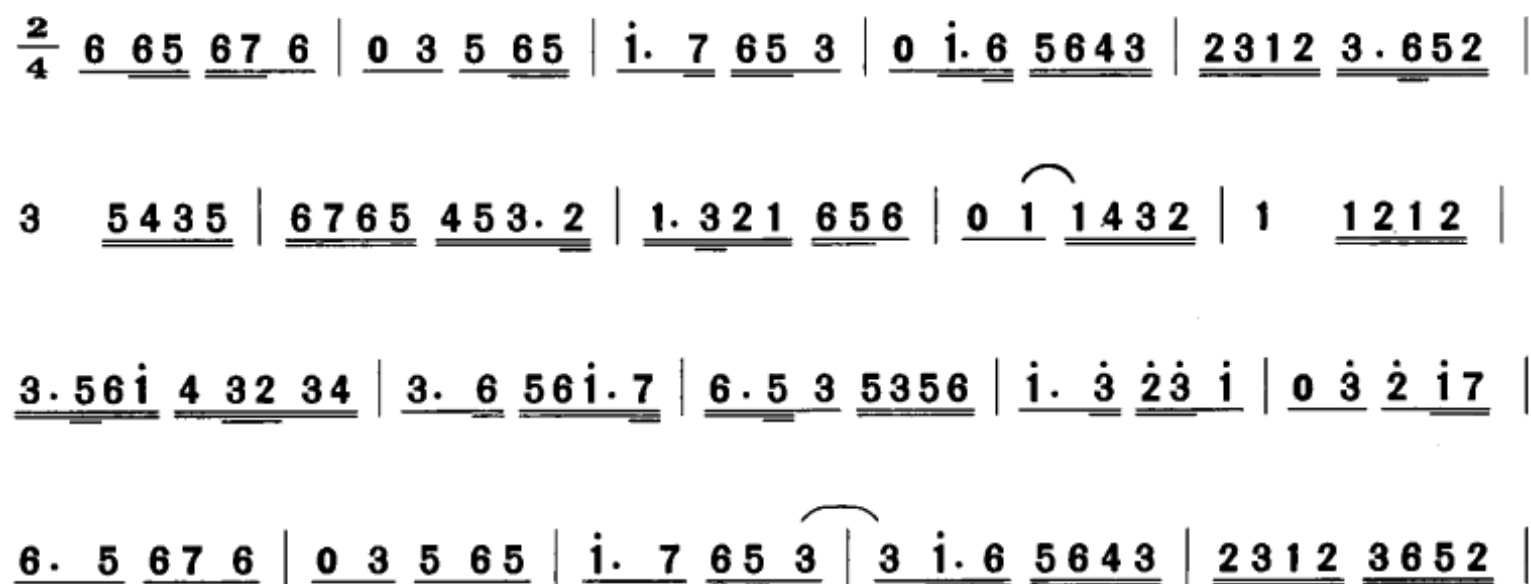 2/4 6 65 67 6 | 0 3 5 65 | i̇. 7 65 3 | 0 i̇.6 5643 | 2312 3.652 |
3 5435 | 6765 453.2 | 1.321 656 | 0 1 1432 | 1 1212 |
3.56i̇ 4 32 34 | 3. 6 56i̇.7 | 6.5 3 5356 | i̇. 3̇ 2̇3̇ i̇ | 0 3̇ 2̇ i̇7 |
6. 5 67 6 | 0 3 5 65 | i̇. 7 65 3 | 3 i̇.6 5643 | 2312 3652 |